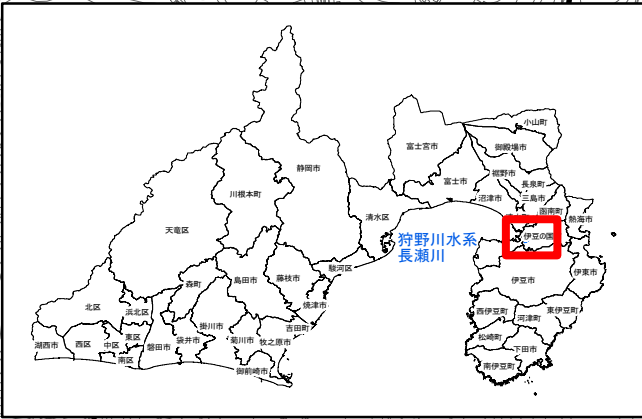 小山町
御殿場市
富士宮市
裾野市
静岡市
富士市
長泉町
沼津市
三島市
川根本町
函南町
熱海市
清水区
天竜区
伊豆の国
狩野川水系
長瀬川
駿河区
伊東市
島田市
藤枝市
伊豆市
森町
焼津市
北区
浜北区
西伊豆町
東伊豆町
河津町
掛川市
吉田町
湖西市
西区
中区
東区
磐田市
袋井市
菊川市
牧之原市
松崎町
下田市
南区
御前崎市
南伊豆町